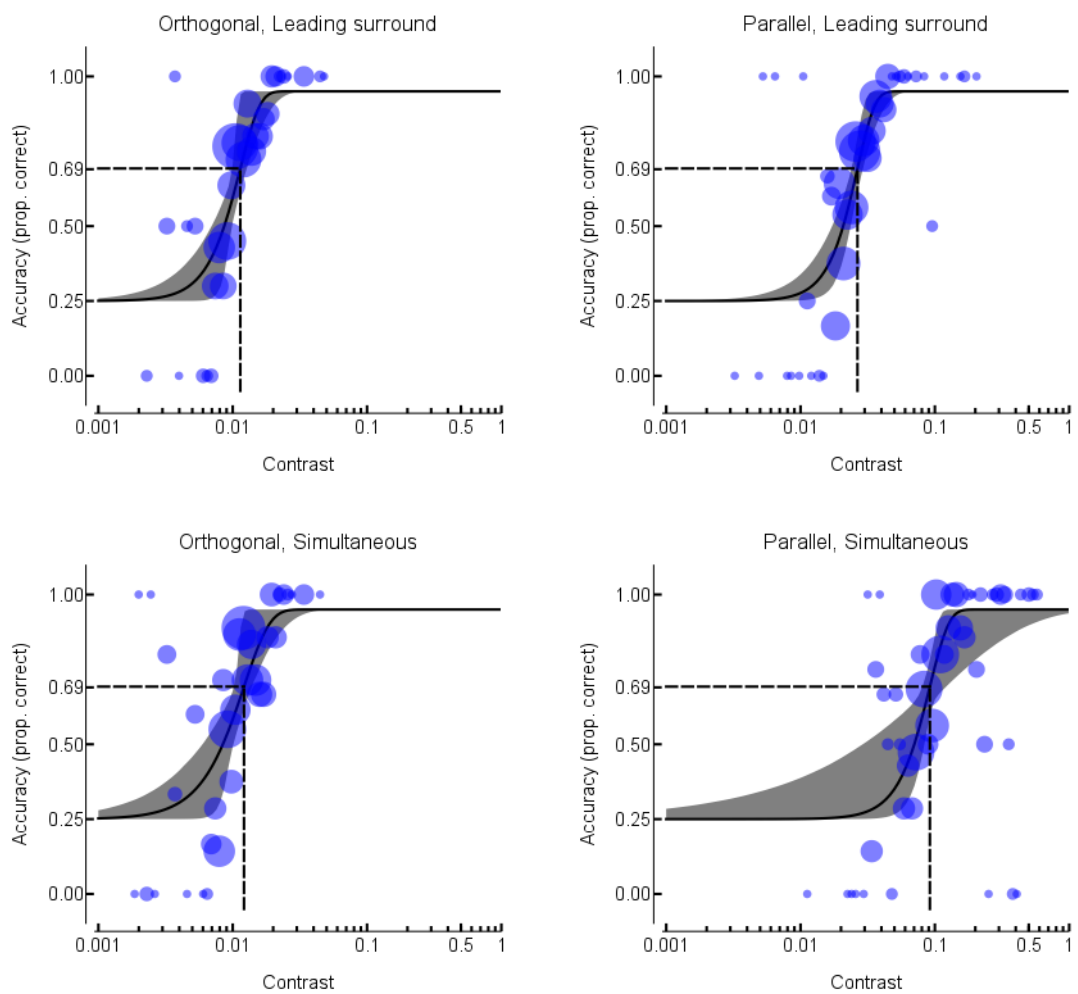 Orthogonal, Leading surround
Accuracy (prop. correct)
1.00
0.69
0.50
0.25
0.00
0.001 0.01 0.1 0.5 1
Contrast
Parallel, Leading surround
Accuracy (prop. correct)
1.00
0.69
0.50
0.25
0.00
0.001 0.01 0.1 0.5 1
Contrast
Orthogonal, Simultaneous
Accuracy (prop. correct)
1.00
0.69
0.50
0.25
0.00
0.001 0.01 0.1 0.5 1
Contrast
Parallel, Simultaneous
Accuracy (prop. correct)
1.00
0.69
0.50
0.25
0.00
0.001 0.01 0.1 0.5 1
Contrast